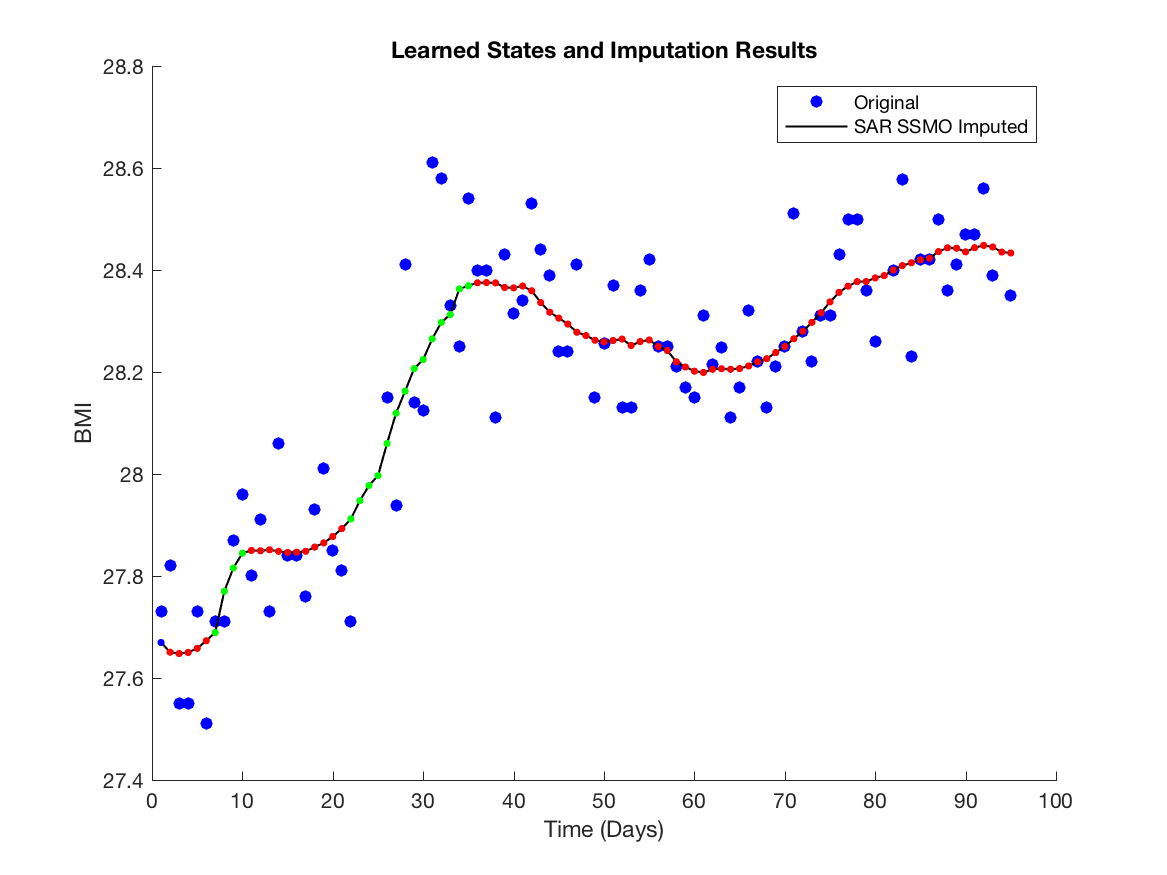 Learned States and Imputation Results
28.8
28.6
28.4
28.2
28
27.8
27.6
27.4
BMI
Original
SAR SSMO Imputed
0 10 20 30 40 50 60 70 80 90 100
Time (Days)